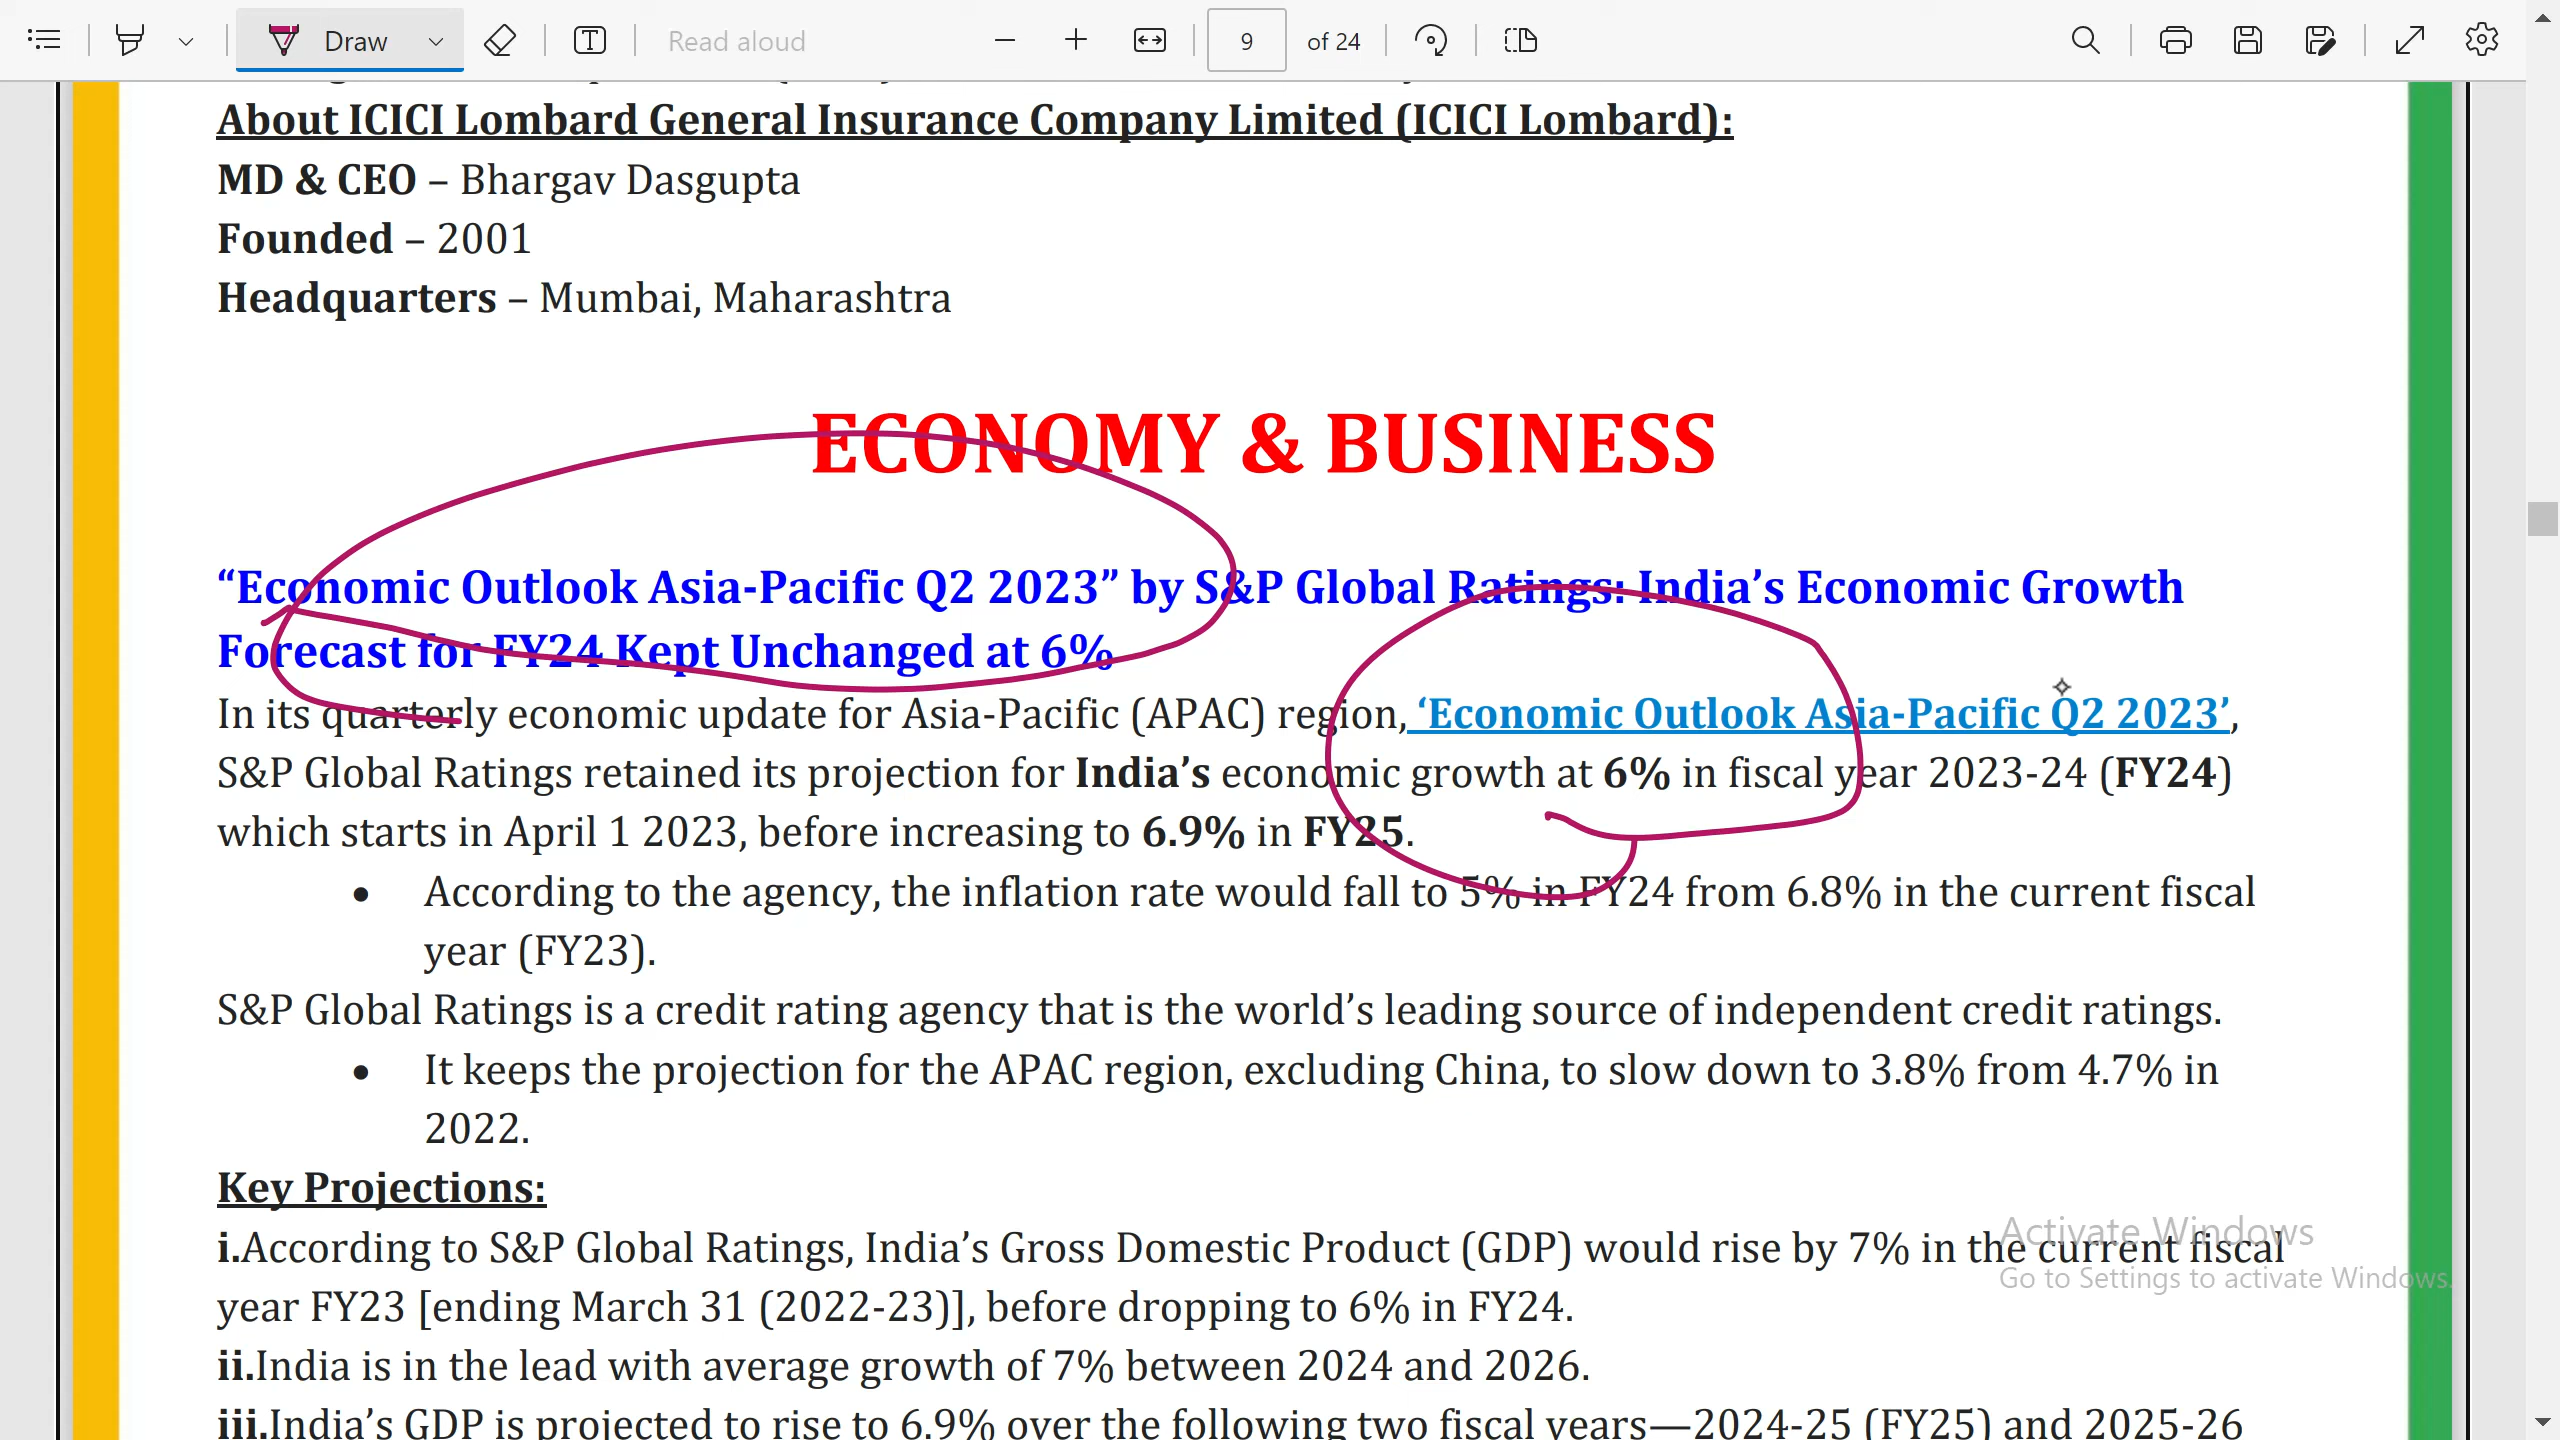 Draw
Read aloud
9
of 24
About ICICI Lombard General Insurance Company Limited (ICICI Lombard):
MD & CEO – Bhargav Dasgupta
Founded – 2001
Headquarters – Mumbai, Maharashtra
ECONOMY & BUSINESS
“Economic Outlook Asia-Pacific Q2 2023” by S&P Global Ratings: India’s Economic Growth
Forecast for FY24 Kept Unchanged at 6%
In its quarterly economic update for Asia-Pacific (APAC) region, ‘Economic Outlook Asia-Pacific Q2 2023’,
S&P Global Ratings retained its projection for India’s economic growth at 6% in fiscal year 2023-24 (FY24)
which starts in April 1 2023, before increasing to 6.9% in FY25.
• According to the agency, the inflation rate would fall to 5% in FY24 from 6.8% in the current fiscal
year (FY23).
S&P Global Ratings is a credit rating agency that is the world’s leading source of independent credit ratings.
• It keeps the projection for the APAC region, excluding China, to slow down to 3.8% from 4.7% in
2022.
Key Projections:
i.According to S&P Global Ratings, India’s Gross Domestic Product (GDP) would rise by 7% in the current fiscal
year FY23 [ending March 31 (2022-23)], before dropping to 6% in FY24.
ii.India is in the lead with average growth of 7% between 2024 and 2026.
iii.India’s GDP is projected to rise to 6.9% over the following two fiscal years—2024-25 (FY25) and 2025-26
Activate Windows
Go to Settings to activate Windows.